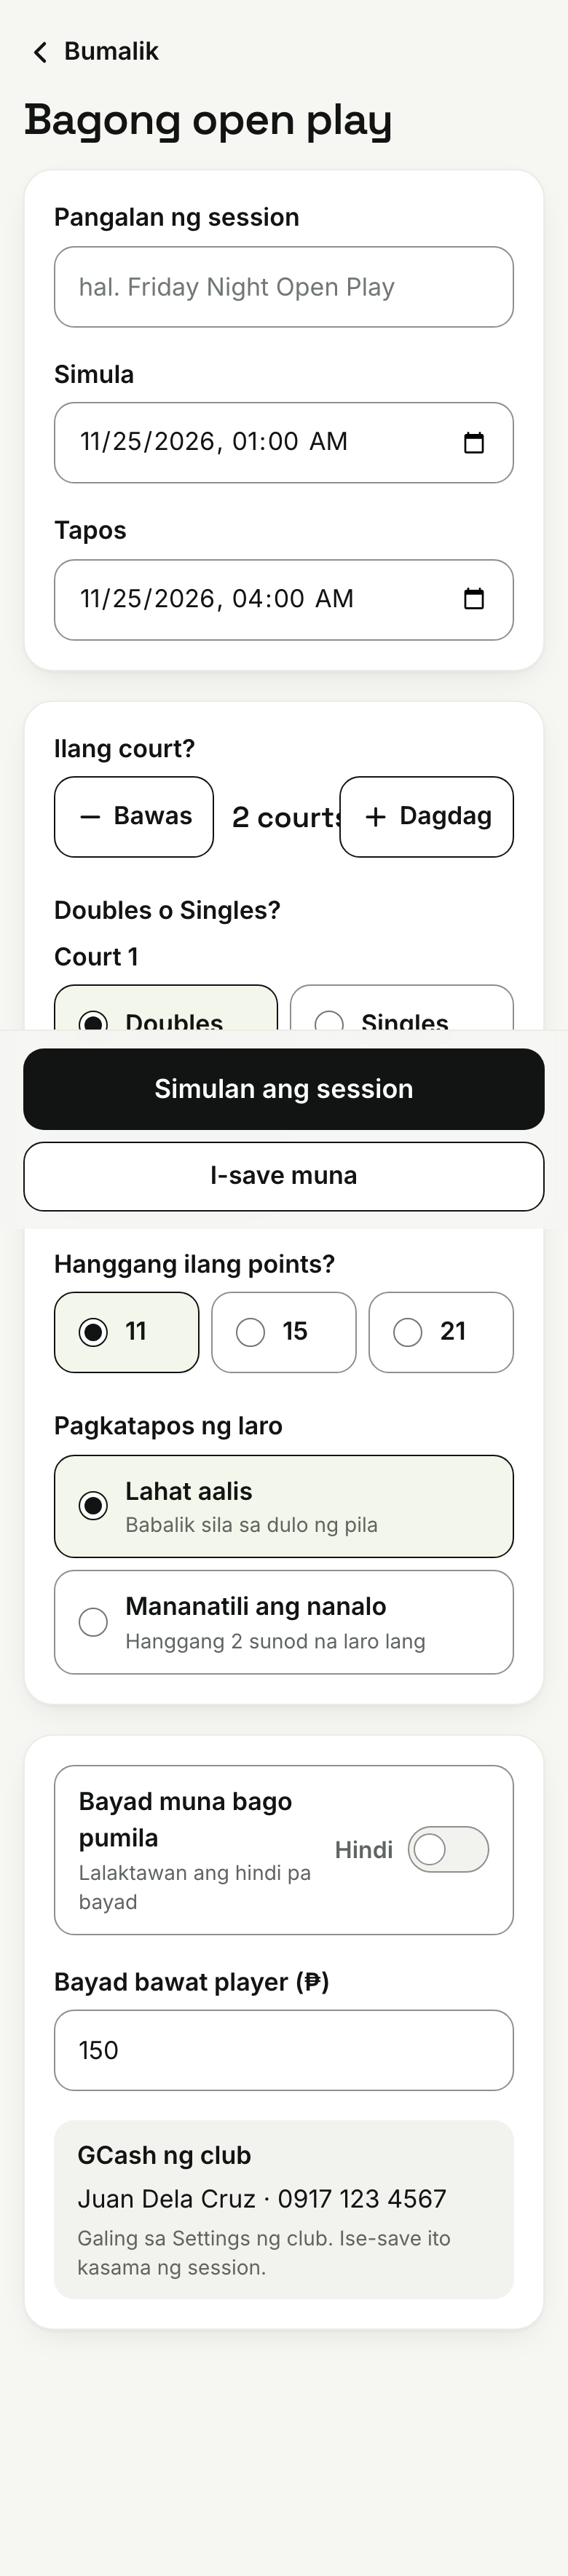 Bumalik
Bagong open play
Pangalan ng session
hal. Friday Night Open Play
Simula
11/25/2026, 01:00 AM
Tapos
11/25/2026, 04:00 AM
Ilang court?
Bawas
2 courts
Dagdag
Doubles o Singles?
Court 1
Doubles
Singles
Simulan ang session
I-save muna
Hanggang ilang points?
11
15
21
Pagkatapos ng laro
Lahat aalis
Babalik sila sa dulo ng pila
Mananatili ang nanalo
Hanggang 2 sunod na laro lang
Bayad muna bago
pumila
Lalaktawan ang hindi pa
bayad
Hindi
Bayad bawat player (₱)
150
GCash ng club
Juan Dela Cruz · 0917 123 4567
Galing sa Settings ng club. Ise-save ito
kasama ng session.